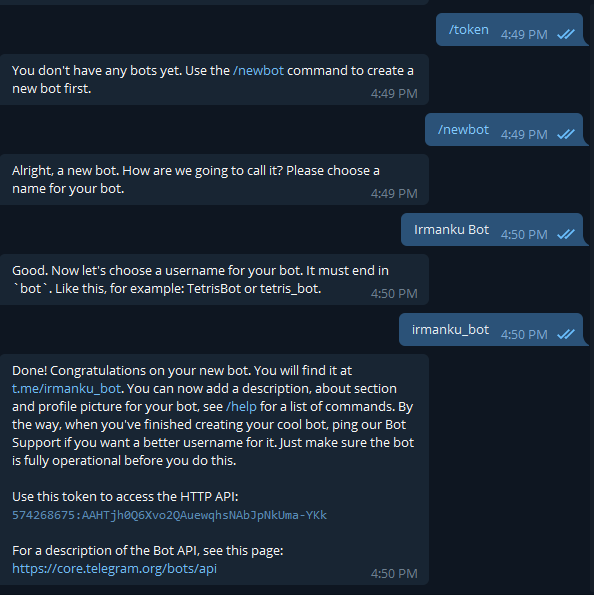 /token 4:49 PM
You don't have any bots yet. Use the /newbot command to create a
new bot first.
4:49 PM
/newbot 4:49 PM
Alright, a new bot. How are we going to call it? Please choose a
name for your bot.
4:49 PM
Irmanku Bot 4:50 PM
Good. Now let's choose a username for your bot. It must end in
`bot`. Like this, for example: TetrisBot or tetris_bot.
4:50 PM
irmanku_bot 4:50 PM
Done! Congratulations on your new bot. You will find it at
t.me/irmanku_bot. You can now add a description, about section
and profile picture for your bot, see /help for a list of commands. By
the way, when you've finished creating your cool bot, ping our Bot
Support if you want a better username for it. Just make sure the bot
is fully operational before you do this.
Use this token to access the HTTP API:
574268675:AAHTjh0Q6Xvo2QAuewqhsNAbJpNkUma-YKk
For a description of the Bot API, see this page:
https://core.telegram.org/bots/api
4:50 PM